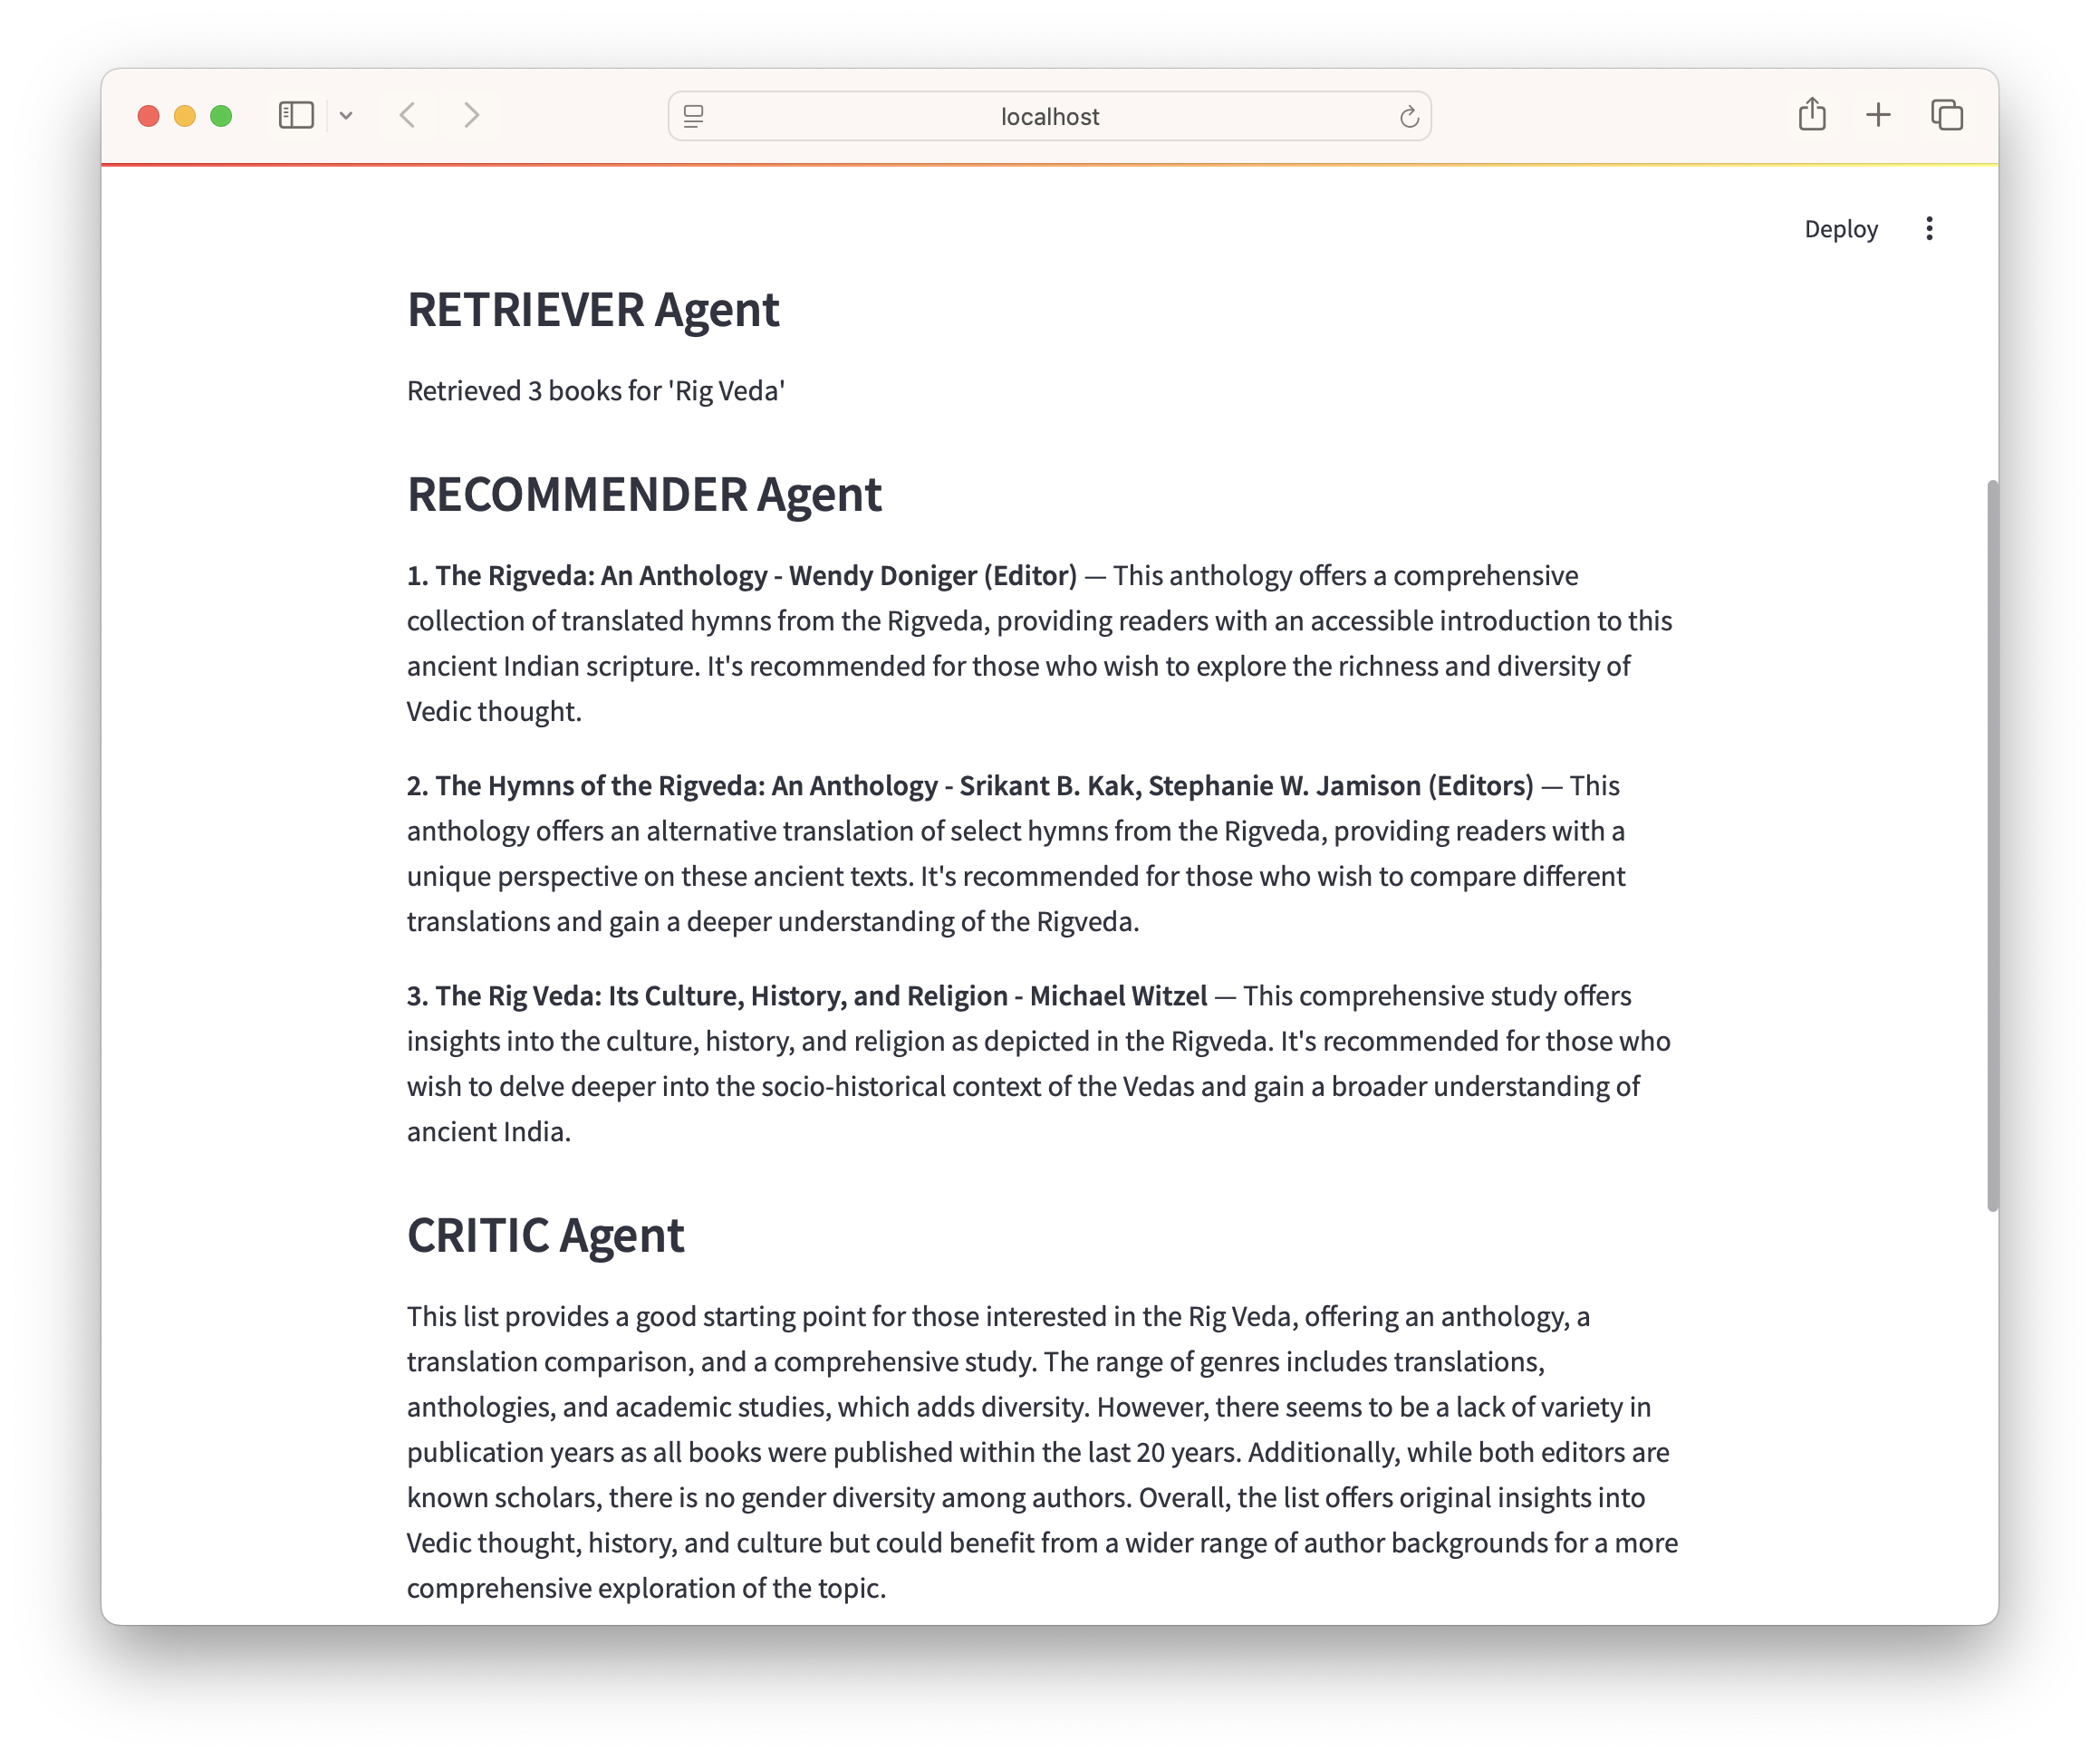 localhost
Deploy
RETRIEVER Agent
Retrieved 3 books for 'Rig Veda'
RECOMMENDER Agent
1. The Rigveda: An Anthology - Wendy Doniger (Editor) — This anthology offers a comprehensive
collection of translated hymns from the Rigveda, providing readers with an accessible introduction to this
ancient Indian scripture. It's recommended for those who wish to explore the richness and diversity of
Vedic thought.
2. The Hymns of the Rigveda: An Anthology - Srikant B. Kak, Stephanie W. Jamison (Editors) — This
anthology offers an alternative translation of select hymns from the Rigveda, providing readers with a
unique perspective on these ancient texts. It's recommended for those who wish to compare different
translations and gain a deeper understanding of the Rigveda.
3. The Rig Veda: Its Culture, History, and Religion - Michael Witzel — This comprehensive study offers
insights into the culture, history, and religion as depicted in the Rigveda. It's recommended for those who
wish to delve deeper into the socio-historical context of the Vedas and gain a broader understanding of
ancient India.
CRITIC Agent
This list provides a good starting point for those interested in the Rig Veda, offering an anthology, a
translation comparison, and a comprehensive study. The range of genres includes translations,
anthologies, and academic studies, which adds diversity. However, there seems to be a lack of variety in
publication years as all books were published within the last 20 years. Additionally, while both editors are
known scholars, there is no gender diversity among authors. Overall, the list offers original insights into
Vedic thought, history, and culture but could benefit from a wider range of author backgrounds for a more
comprehensive exploration of the topic.